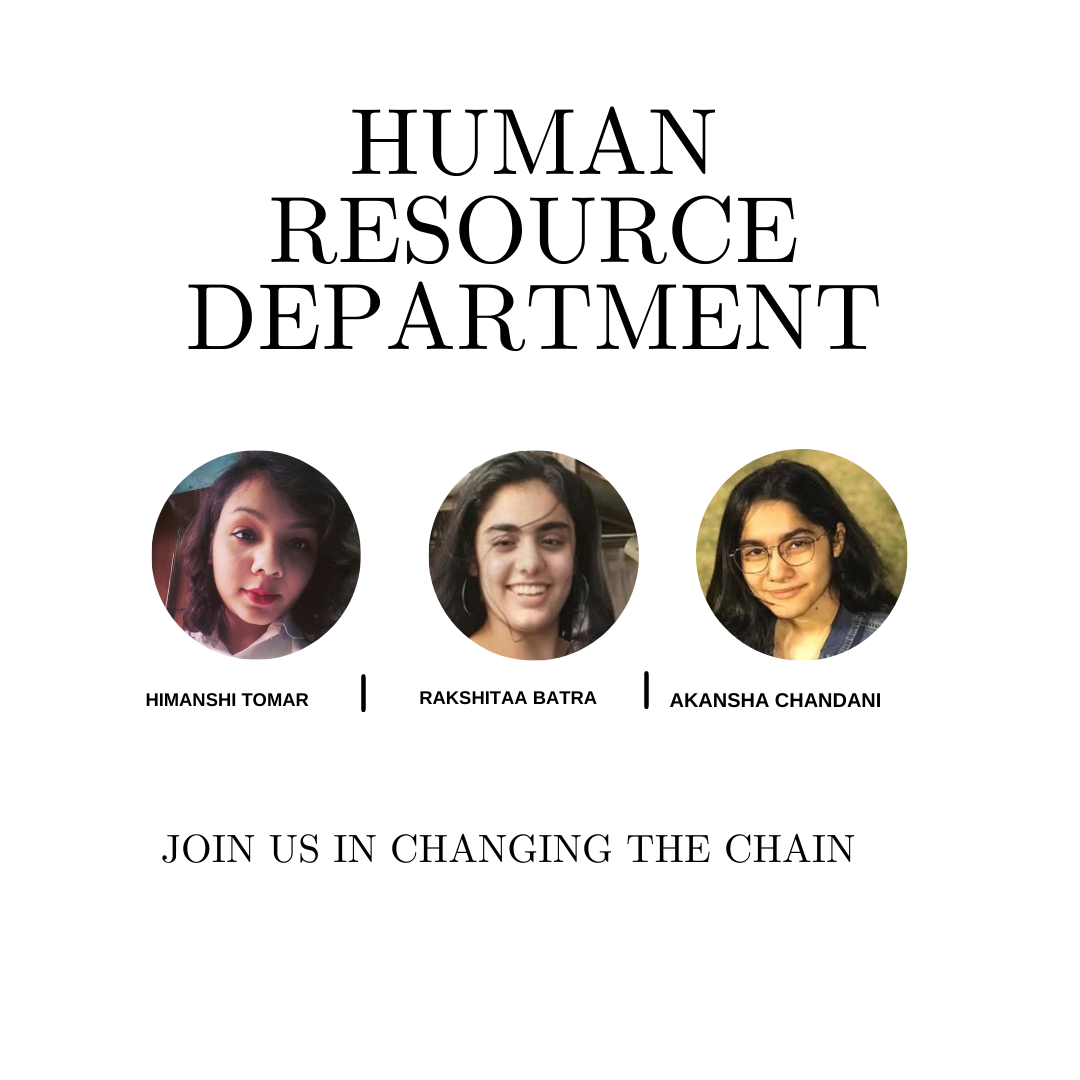 HUMAN
RESOURCE
DEPARTMENT
HIMANSHI TOMAR | RAKSHITAA BATRA | AKANSHA CHANDANI
JOIN US IN CHANGING THE CHAIN